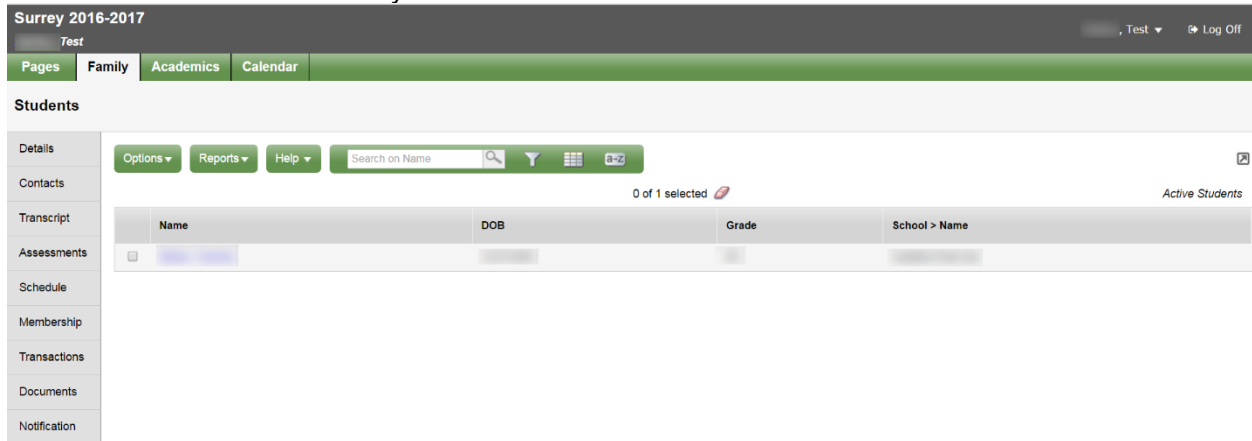 Surrey 2016-2017
Test
, Test Log Off
Pages Family Academics Calendar
Students
Details
Contacts
Transcript
Assessments
Schedule
Membership
Transactions
Documents
Notification
Options Reports Help Search on Name a-z
0 of 1 selected Active Students
Name DOB Grade School > Name